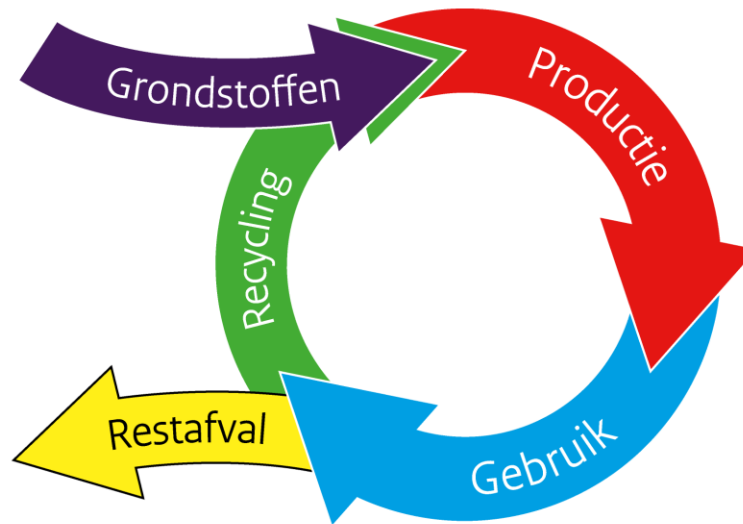 Grondstoffen
Productie
Recycling
Restafval
Gebruik